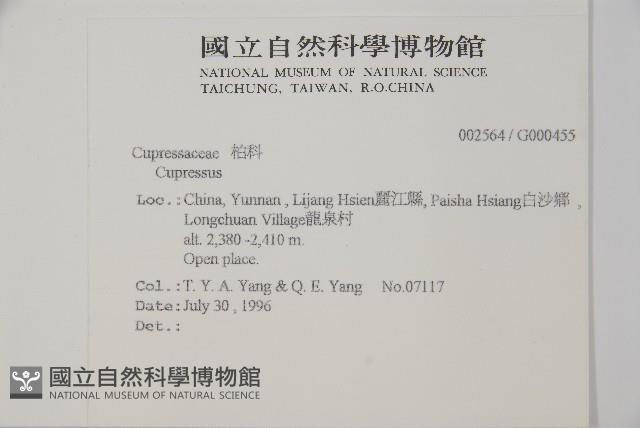 國立自然科學博物館
NATIONAL MUSEUM OF NATURAL SCIENCE
TAICHUNG, TAIWAN, R.O.CHINA
002564 / G000455
Cupressaceae 柏科
Cupressus
Loc.: China, Yunnan , Lijang Hsien麗江縣, Paisha Hsiang白沙鄉 ,
Longchuan Village龍泉村
alt. 2,380 -2,410 m.
Open place.
Col.: T. Y. A. Yang & Q. E. Yang No.07117
Date: July 30 , 1996
Det.:
國立自然科學博物館
NATIONAL MUSEUM OF NATURAL SCIENCE